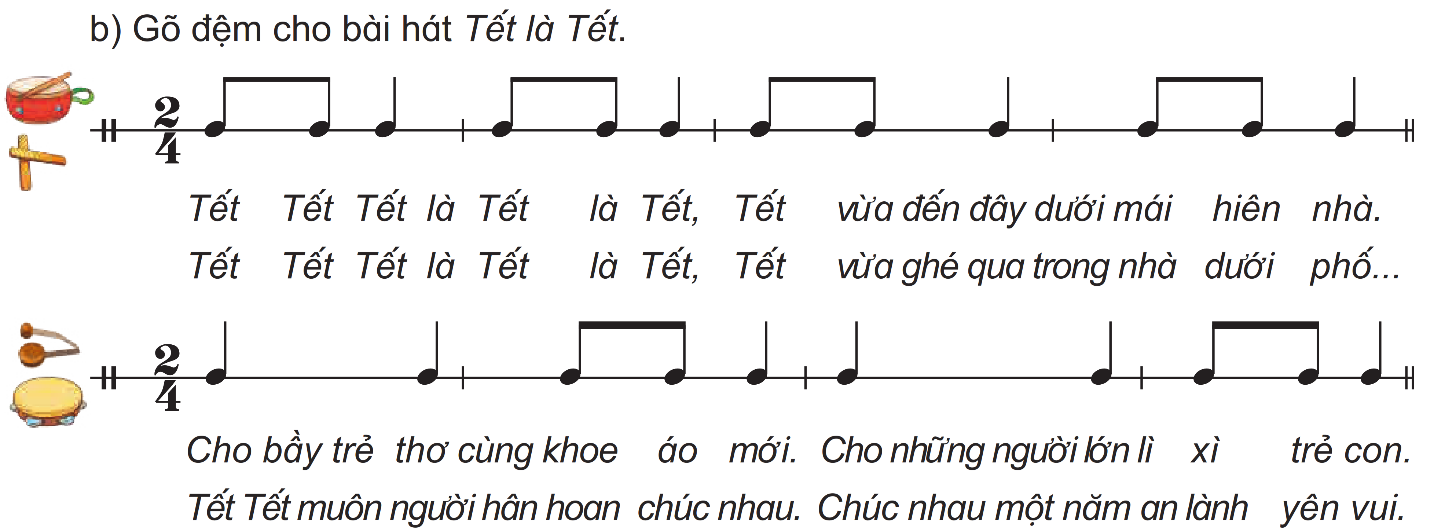 b) Gõ đệm cho bài hát Tết là Tết.
2
4
Tết Tết Tết là Tết là Tết, Tết vừa đến đây dưới mái hiên nhà.
Tết Tết Tết là Tết là Tết, Tết vừa ghé qua trong nhà dưới phố...
2
4
Cho bầy trẻ thơ cùng khoe áo mới. Cho những người lớn lì xì trẻ con.
Tết Tết muôn người hân hoan chúc nhau. Chúc nhau một năm an lành yên vui.